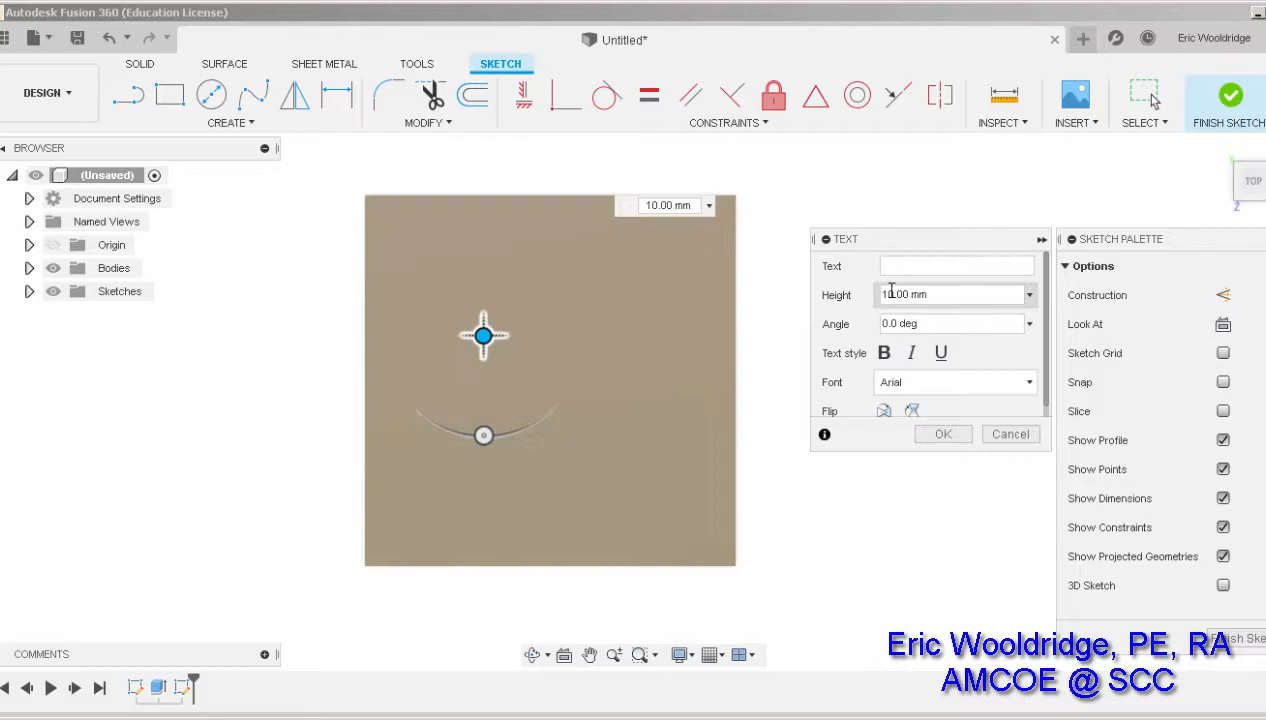 Autodesk Fusion 360 (Education License)
Untitled*
Eric Wooldridge
SOLID
SURFACE
SHEET METAL
TOOLS
SKETCH
DESIGN
CREATE
MODIFY
CONSTRAINTS
INSPECT
INSERT
SELECT
FINISH SKETCH
BROWSER
(Unsaved)
Document Settings
Named Views
Origin
Bodies
Sketches
10.00 mm
TOP
Z
TEXT
Text
Height 10.00 mm
Angle 0.0 deg
Text style B I U
Font Arial
Flip
OK Cancel
SKETCH PALETTE
Options
Construction
Look At
Sketch Grid
Snap
Slice
Show Profile
Show Points
Show Dimensions
Show Constraints
Show Projected Geometries
3D Sketch
Finish Ske
COMMENTS
Eric Wooldridge, PE, RA
AMCOE @ SCC